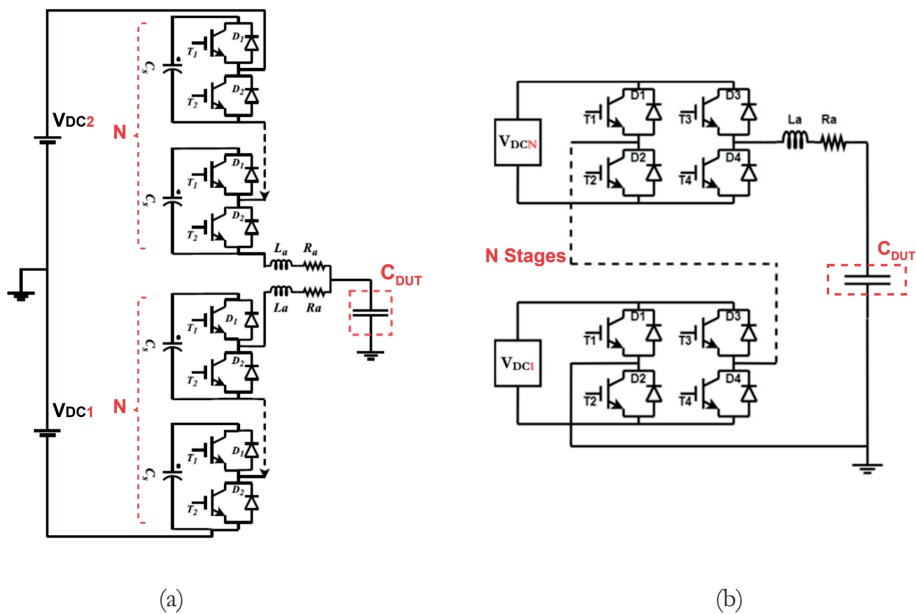 D1
T1
Cs
D2
T2
VDC2
N
D1
T1
Cs
D2
T2
La Ra
CDUT
La Ra
D1
T1
Cs
D2
T2
VDC1
N
D1
T1
Cs
D2
T2
(a)
D1 D3
T1 T3
La Ra
VDCN
D2 D4
T2 T4
N Stages
CDUT
D1 D3
T1 T3
VDC1
D2 D4
T2 T4
(b)